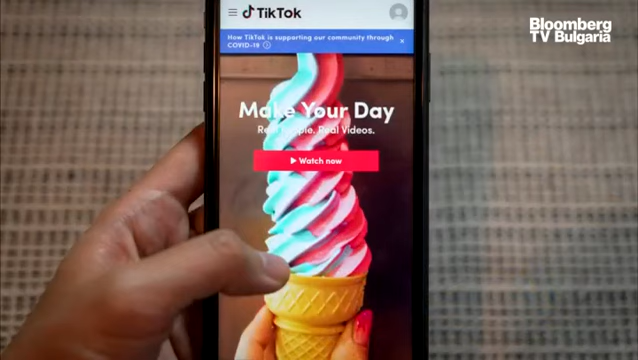 TikTok
Bloomberg
TV Bulgaria
How TikTok is supporting our community through
COVID-19
Make Your Day
Real People. Real Videos.
Watch now